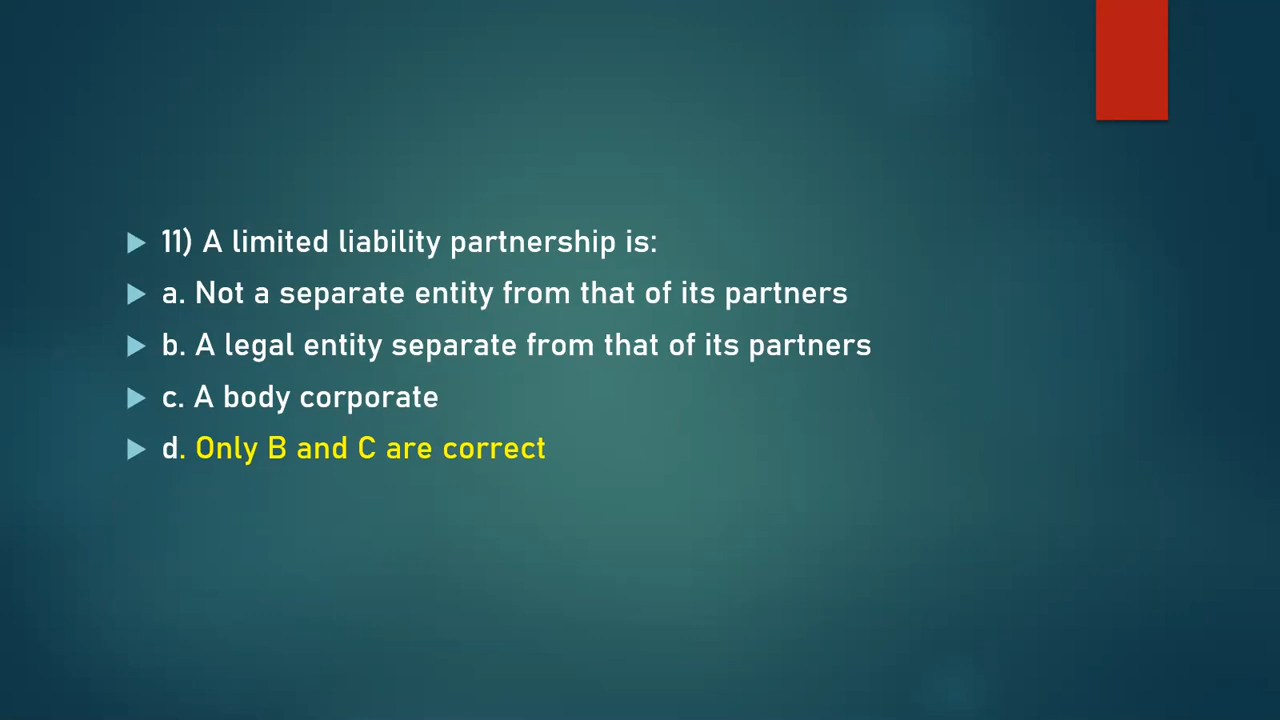 11) A limited liability partnership is:
a. Not a separate entity from that of its partners
b. A legal entity separate from that of its partners
c. A body corporate
d. Only B and C are correct